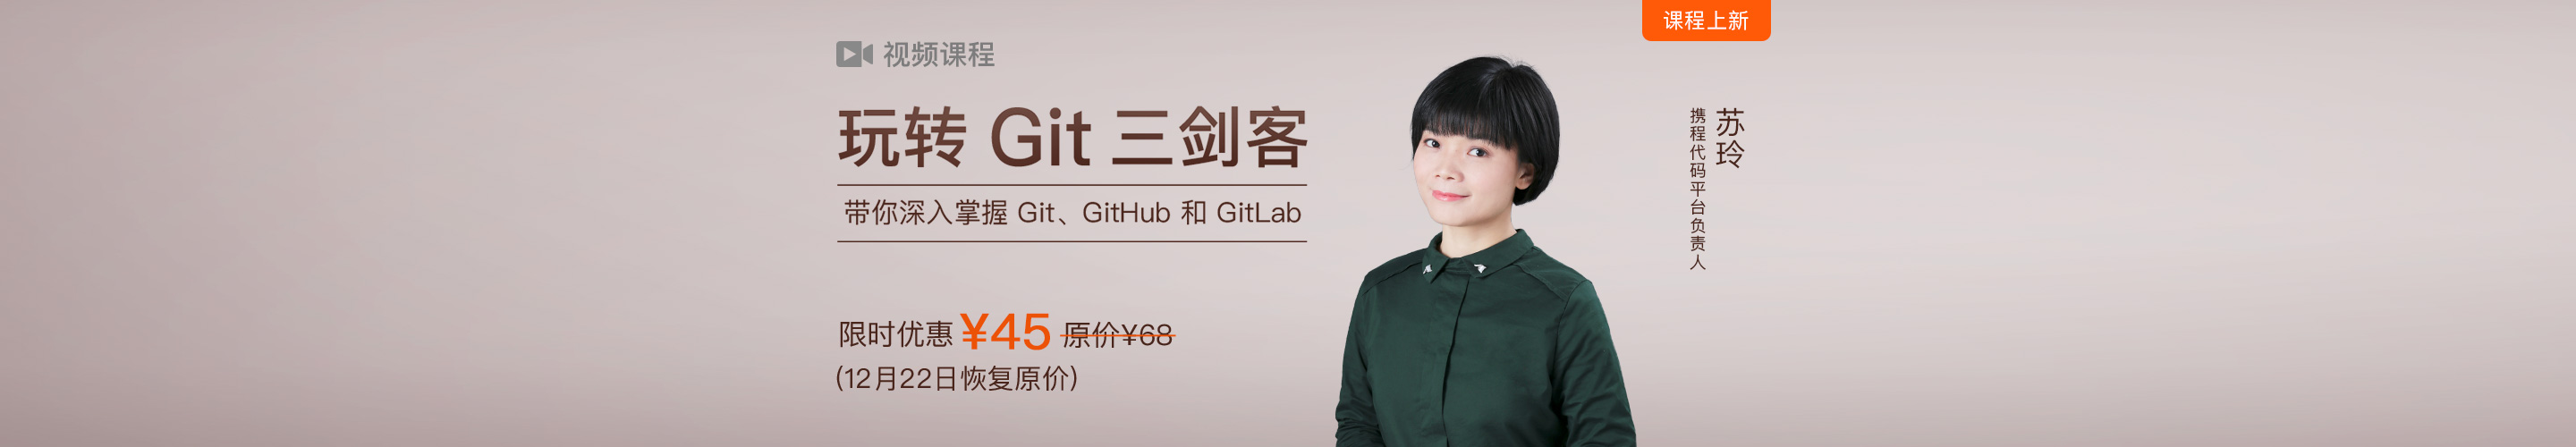 课程上新
视频课程
玩转 Git 三剑客
带你深入掌握 Git、GitHub 和 GitLab
限时优惠 ¥45 原价¥68
(12月22日恢复原价)
苏玲
携程代码平台负责人